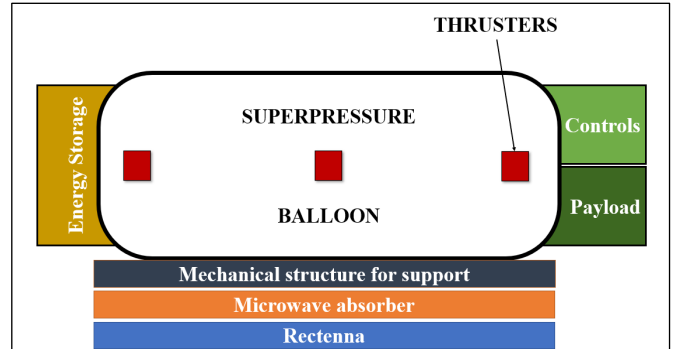 THRUSTERS
SUPERPRESSURE
BALLOON
Energy Storage
Controls
Payload
Mechanical structure for support
Microwave absorber
Rectenna